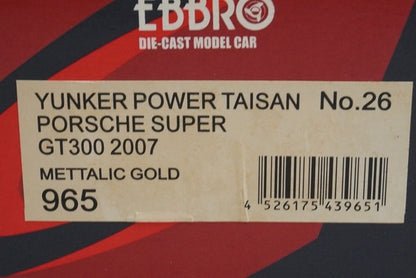 EBBRO
DIE-CAST MODEL CAR
YUNKER POWER TAISAN No.26
PORSCHE SUPER
GT300 2007
METTALIC GOLD
965
4 526175 439651